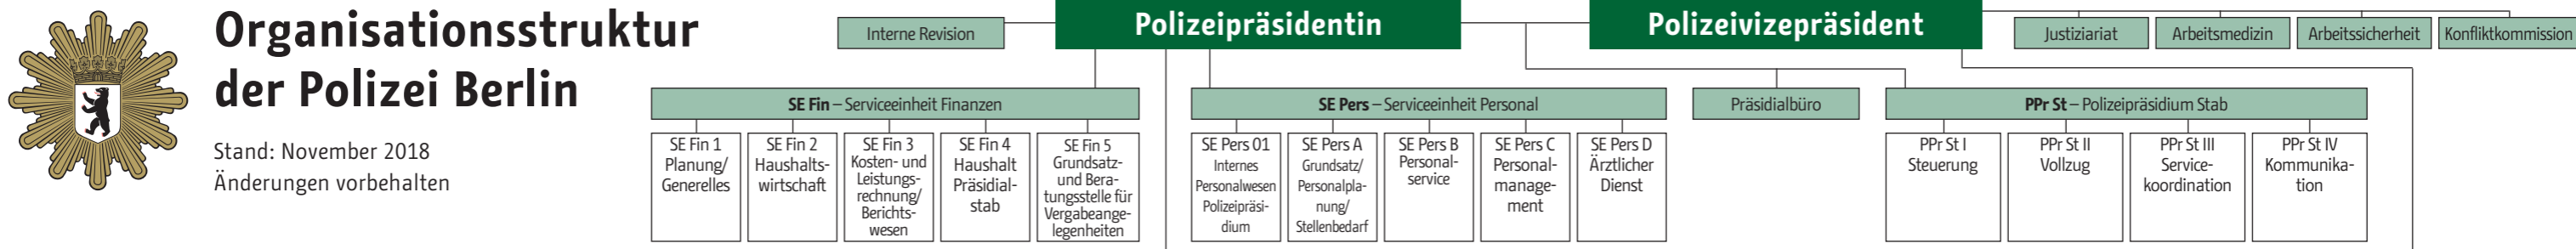 Organisationsstruktur
der Polizei Berlin
Stand: November 2018
Änderungen vorbehalten
Interne Revision
Polizeipräsidentin
Polizeivizepräsident
Justiziariat
Arbeitsmedizin
Arbeitssicherheit
Konfliktkommission
SE Fin – Serviceeinheit Finanzen
SE Fin 1
Planung/
Generelles
SE Fin 2
Haushalts-
wirtschaft
SE Fin 3
Kosten- und
Leistungs-
rechnung/
Berichts-
wesen
SE Fin 4
Haushalt
Präsidial-
stab
SE Fin 5
Grundsatz-
und Bera-
tungsstelle für
Vergabeange-
legenheiten
SE Pers – Serviceeinheit Personal
SE Pers 01
Internes
Personalwesen
Polizeipräsi-
dium
SE Pers A
Grundsatz/
Personalpla-
nung/
Stellenbedarf
SE Pers B
Personal-
service
SE Pers C
Personal-
manage-
ment
SE Pers D
Ärztlicher
Dienst
Präsidialbüro
PPr St – Polizeipräsidium Stab
PPr St I
Steuerung
PPr St II
Vollzug
PPr St III
Service-
koordination
PPr St IV
Kommunika-
tion